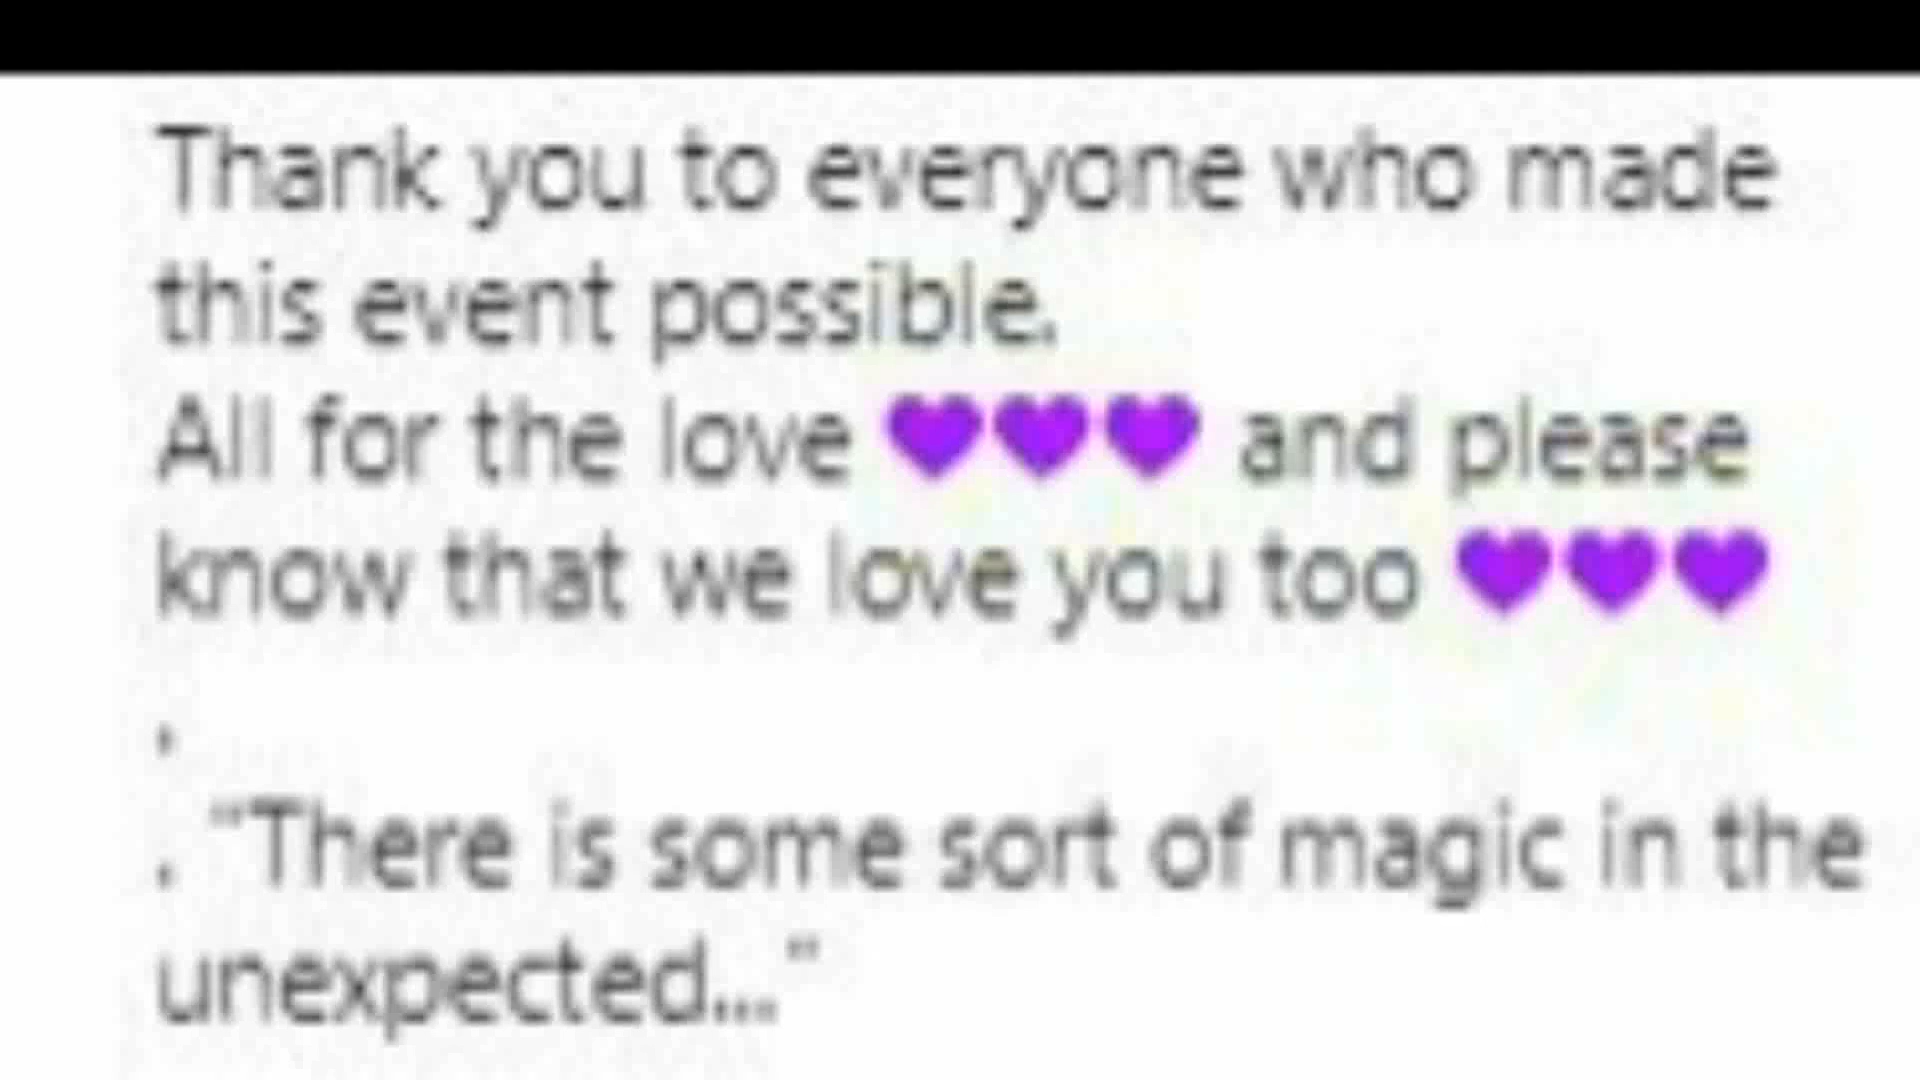 Thank you to everyone who made
this event possible.
All for the love 💜💜💜 and please
know that we love you too 💜💜💜
.
. "There is some sort of magic in the
unexpected..."